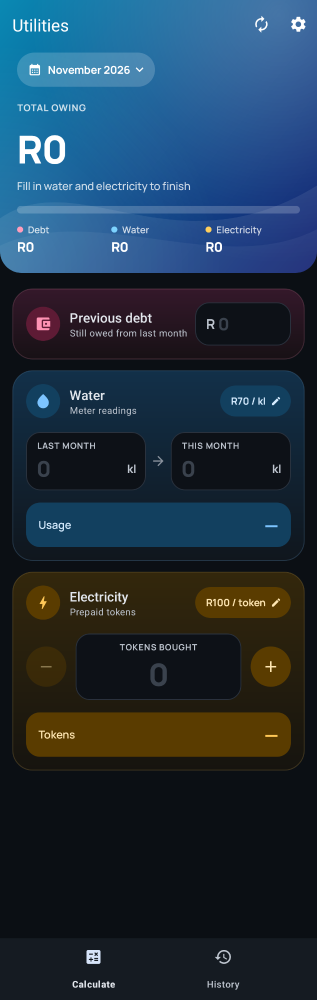 Utilities
November 2026
TOTAL OWING
R0
Fill in water and electricity to finish
Debt
Water
Electricity
R0
R0
R0
Previous debt
Still owed from last month
R 0
Water
Meter readings
R70 / kl
LAST MONTH
0 kl
THIS MONTH
0 kl
Usage
—
Electricity
Prepaid tokens
R100 / token
TOKENS BOUGHT
0
Tokens
—
Calculate
History